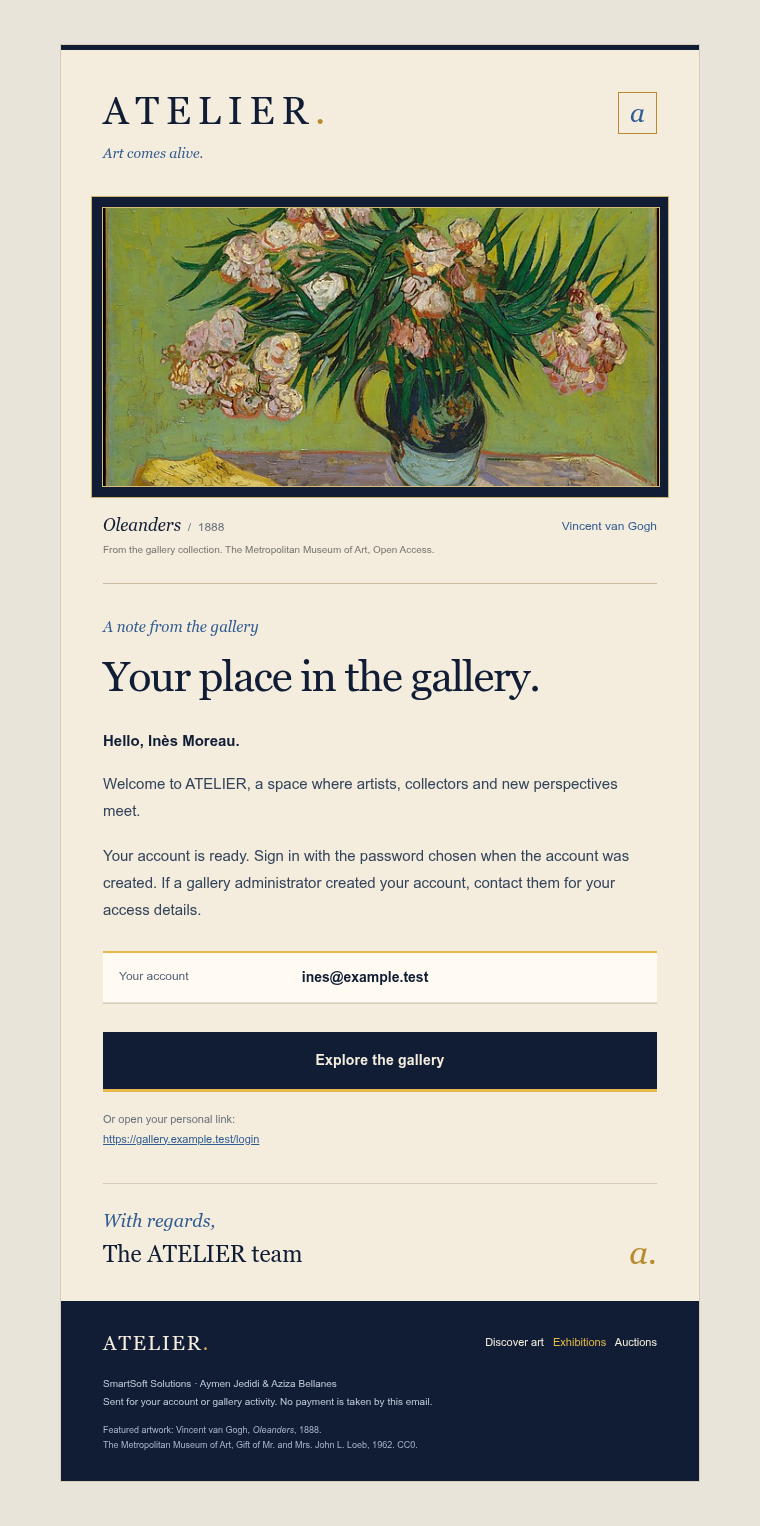 ATELIER.
a
Art comes alive.
Oleanders / 1888
Vincent van Gogh
From the gallery collection. The Metropolitan Museum of Art, Open Access.
A note from the gallery
Your place in the gallery.
Hello, Inès Moreau.
Welcome to ATELIER, a space where artists, collectors and new perspectives
meet.
Your account is ready. Sign in with the password chosen when the account was
created. If a gallery administrator created your account, contact them for your
access details.
Your account
ines@example.test
Explore the gallery
Or open your personal link:
https://gallery.example.test/login
With regards,
The ATELIER team
a.
ATELIER.
Discover art Exhibitions Auctions
SmartSoft Solutions · Aymen Jedidi & Aziza Bellanes
Sent for your account or gallery activity. No payment is taken by this email.
Featured artwork: Vincent van Gogh, Oleanders, 1888.
The Metropolitan Museum of Art, Gift of Mr. and Mrs. John L. Loeb, 1962. CC0.